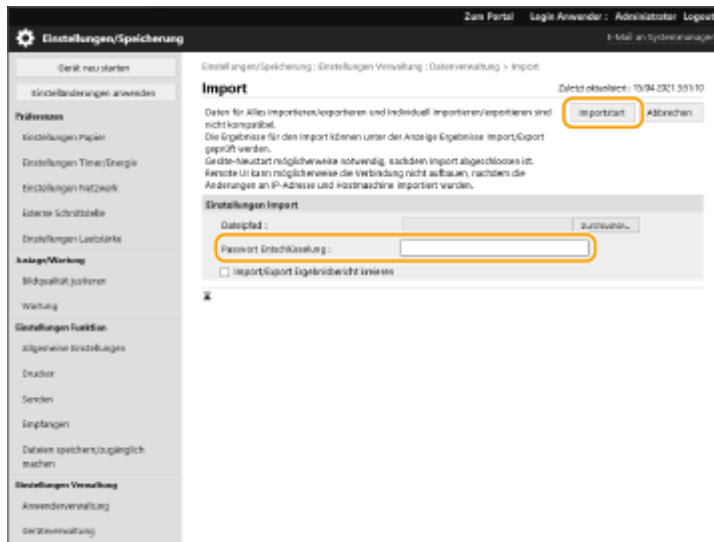 Zum Portal Login Anwender : Administrator Logout
Einstellungen/Speicherung
E-Mail an Systemmanager
Gerät neu starten
Einstelländerungen anwenden
Präferenzen
Einstellungen Papier
Einstellungen Timer/Energie
Einstellungen Netzwerk
Externe Schnittstelle
Einstellungen Lautstärke
Anlage/Wartung
Bildqualität justieren
Wartung
Einstellungen Funktion
Allgemeine Einstellungen
Drucker
Senden
Empfangen
Dateien speichern/zugänglich
machen
Einstellungen Verwaltung
Anwenderverwaltung
Geräteverwaltung
Einstellungen/Speicherung : Einstellungen Verwaltung : Datenverwaltung > Import
Import
Zuletzt aktualisiert : 15/04 2021
Daten für Alles importieren/exportieren und Individuell importieren/exportieren sind
nicht kompatibel.
Die Ergebnisse für den Import können unter der Anzeige Ergebnisse Import/Export
geprüft werden.
Geräte-Neustart möglicherweise notwendig, nachdem Import abgeschlossen ist.
Remote UI kann möglicherweise die Verbindung nicht aufbauen, nachdem die
Änderungen an IP-Adresse und Hostmaschine importiert wurden.
Importstart
Abbrechen
Einstellungen Import
Dateipfad :
Durchsuchen...
Passwort Entschlüsselung :
Import/Export Ergebnisbericht kreieren